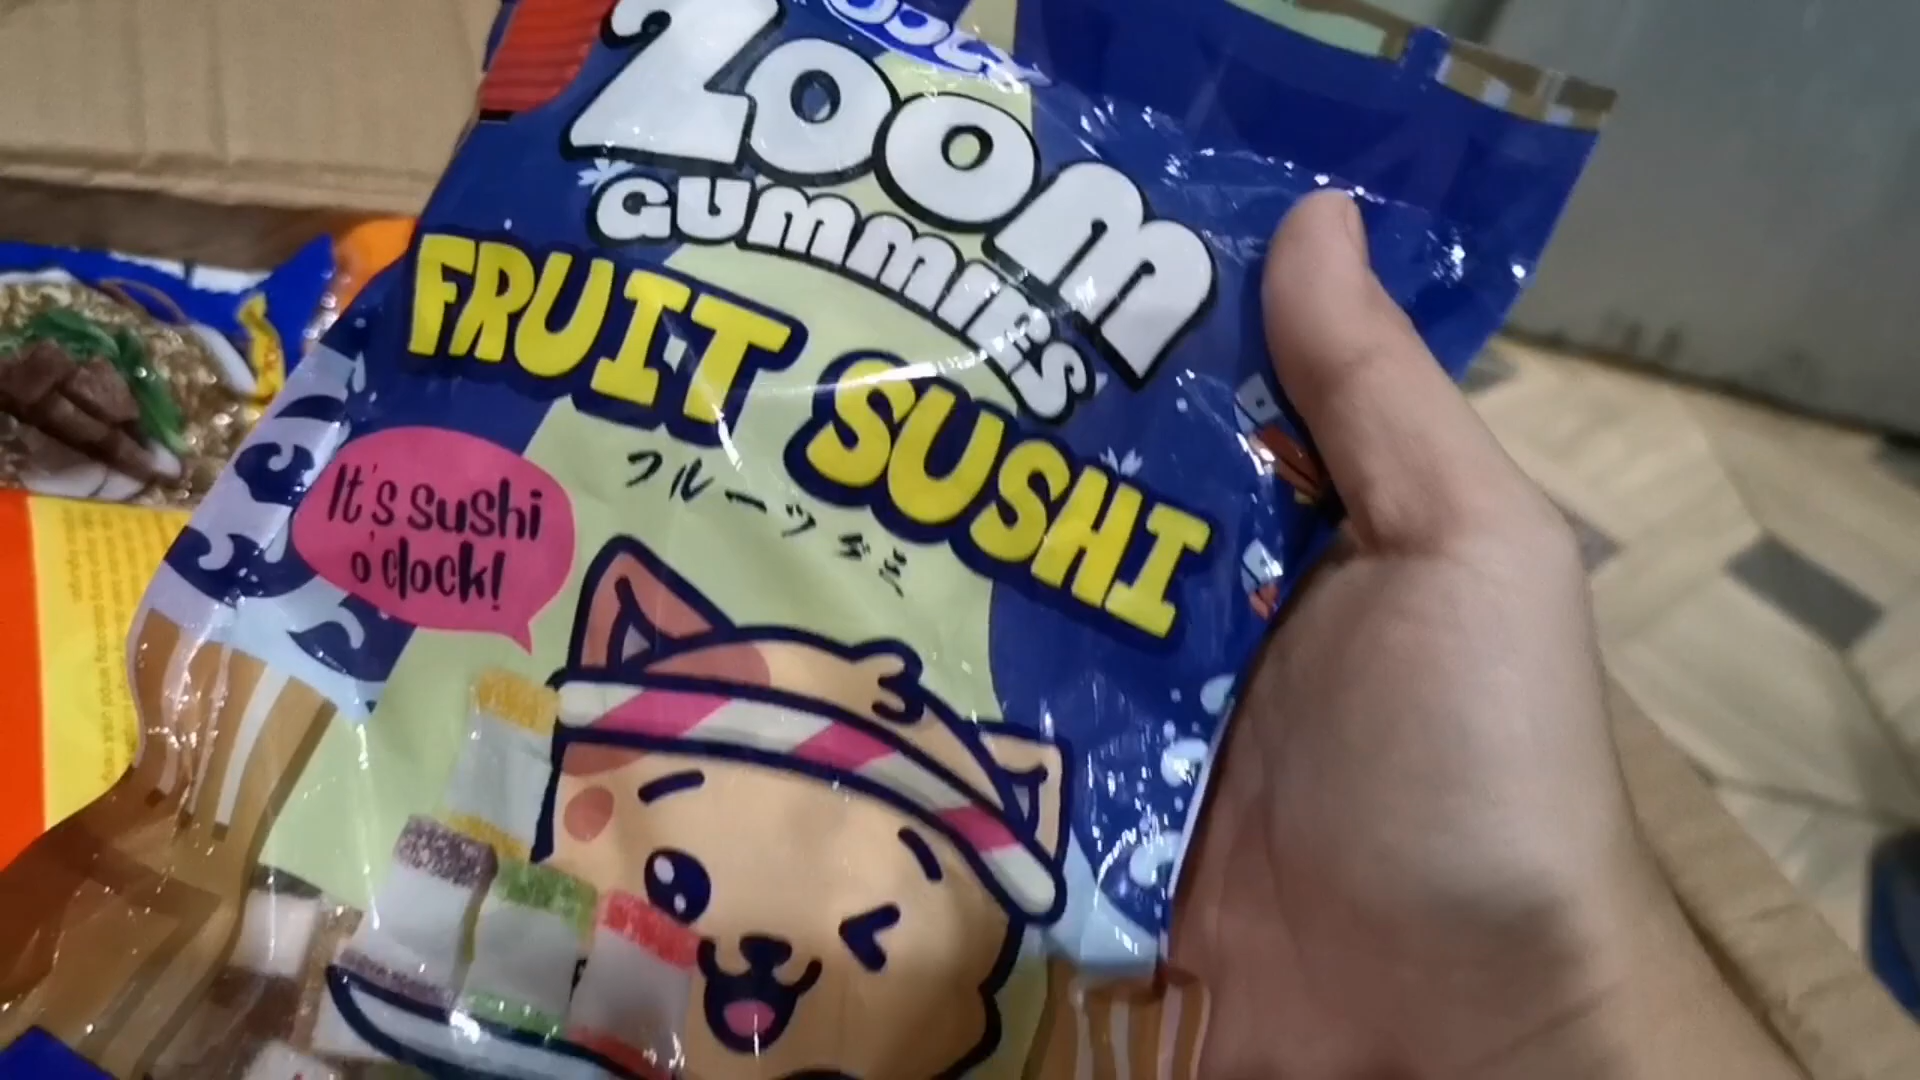 ZOOM
GUMMIES
FRUIT SUSHI
フルーツグミ
It's sushi
o'clock!